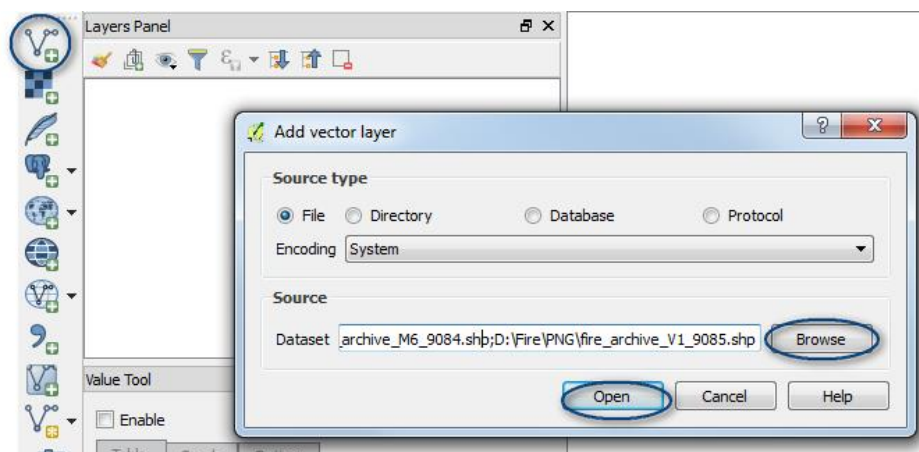 Layers Panel
Add vector layer
Source type
File Directory Database Protocol
Encoding System
Source
Dataset _archive_M6_9084.shp;D:\Fire\PNG\fire_archive_V1_9085.shp Browse
Open Cancel Help
Value Tool
Enable